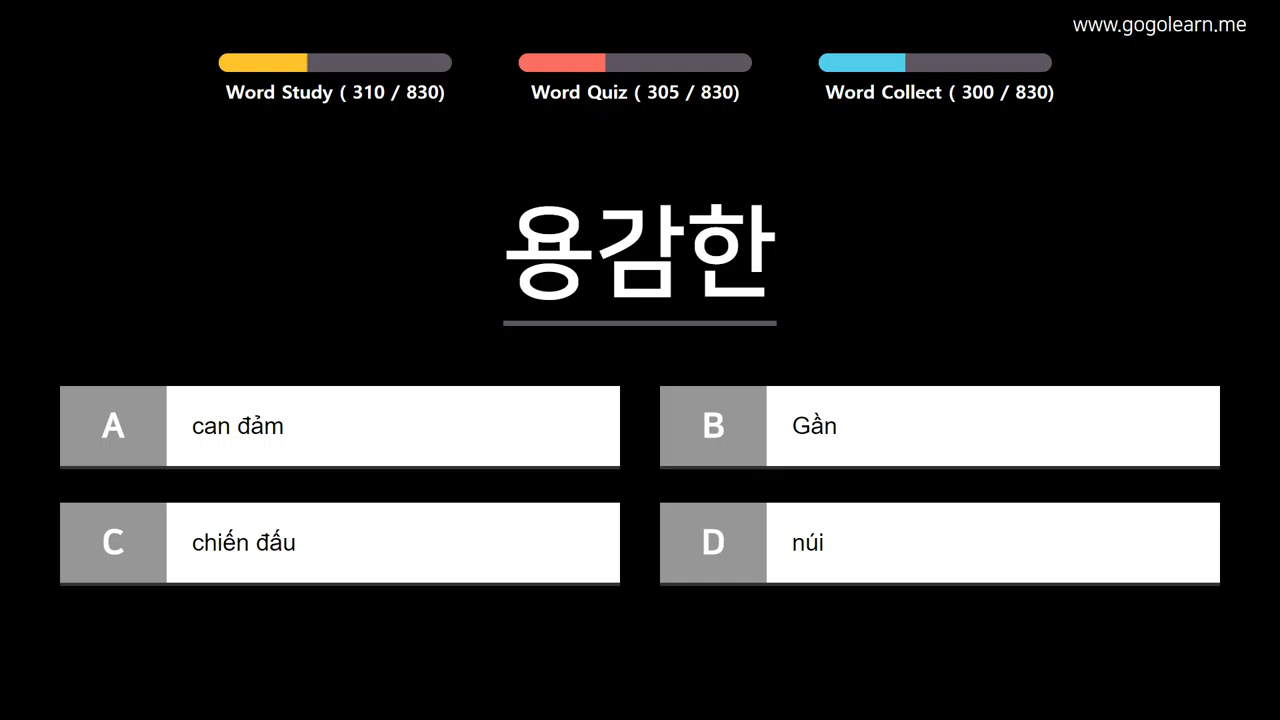 www.gogolearn.me
Word Study ( 310 / 830)
Word Quiz ( 305 / 830)
Word Collect ( 300 / 830)
용감한
A can đảm
B Gần
C chiến đấu
D núi